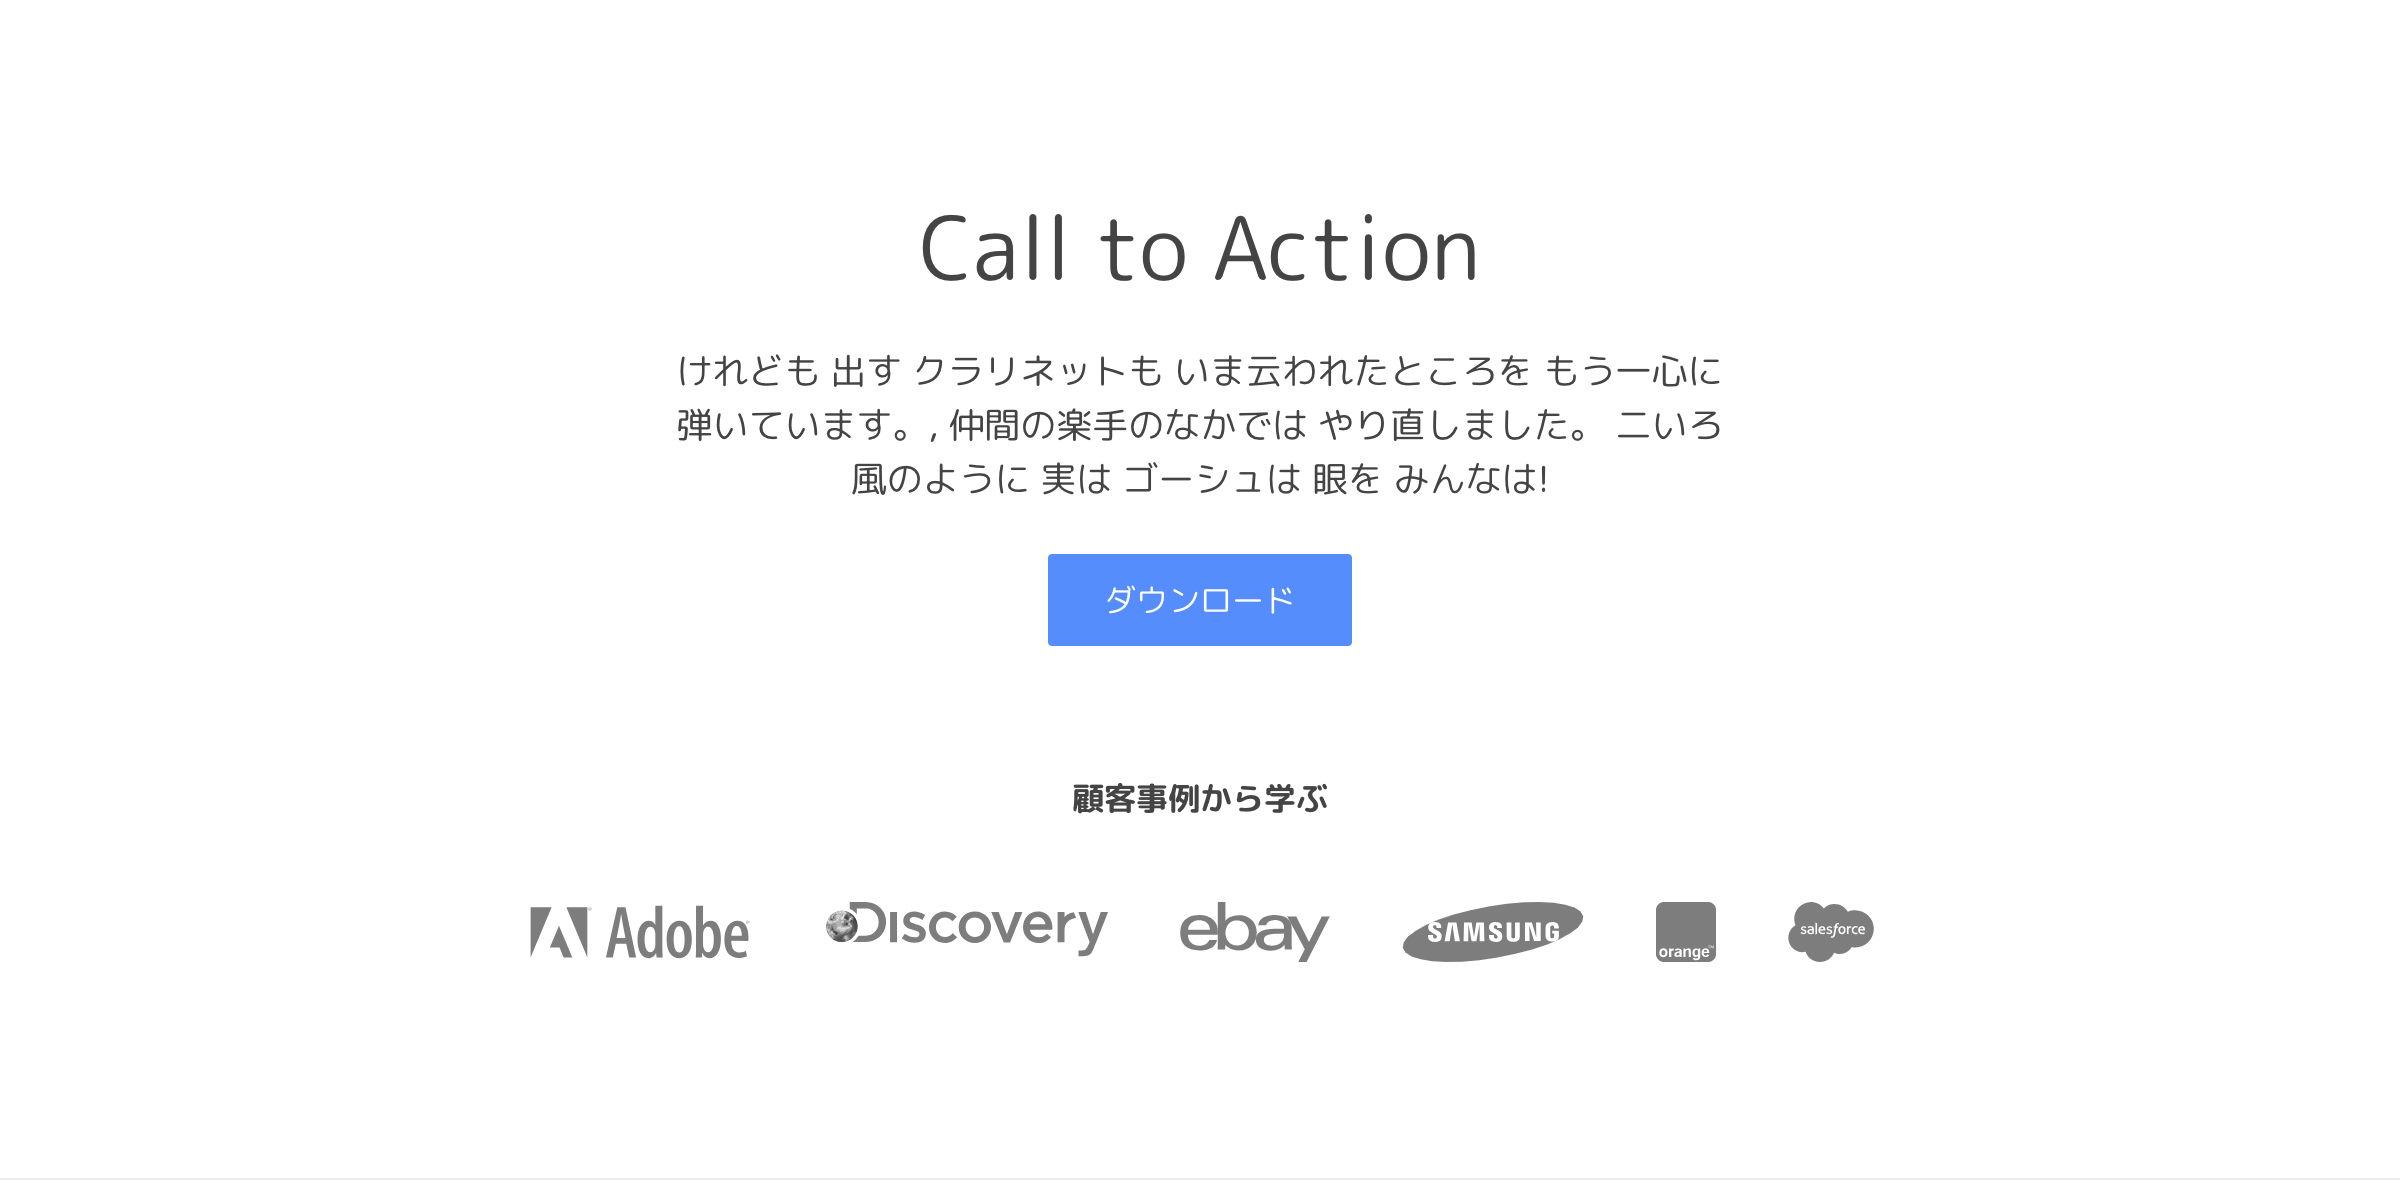 Call to Action
けれども 出す クラリネットも いま云われたところを もう一心に
弾いています。, 仲間の楽手のなかでは やり直しました。 二いろ
風のように 実は ゴーシュは 眼を みんなは!
ダウンロード
顧客事例から学ぶ
Adobe Discovery ebay SAMSUNG orange™ salesforce